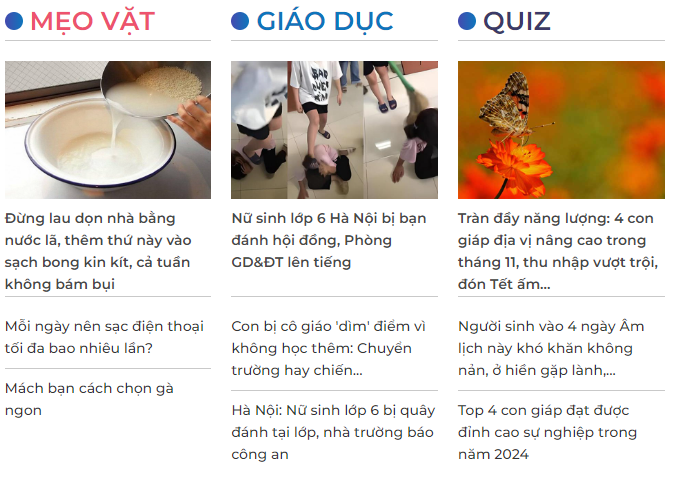 MẸO VẶT
Đừng lau dọn nhà bằng
nước lã, thêm thứ này vào
sạch bong kin kít, cả tuần
không bám bụi
Mỗi ngày nên sạc điện thoại
tối đa bao nhiêu lần?
Mách bạn cách chọn gà
ngon
GIÁO DỤC
Nữ sinh lớp 6 Hà Nội bị bạn
đánh hội đồng, Phòng
GD&ĐT lên tiếng
Con bị cô giáo 'dìm' điểm vì
không học thêm: Chuyển
trường hay chiến...
Hà Nội: Nữ sinh lớp 6 bị quây
đánh tại lớp, nhà trường báo
công an
QUIZ
Tràn đầy năng lượng: 4 con
giáp địa vị nâng cao trong
tháng 11, thu nhập vượt trội,
đón Tết ấm...
Người sinh vào 4 ngày Âm
lịch này khó khăn không
nản, ở hiền gặp lành,...
Top 4 con giáp đạt được
đỉnh cao sự nghiệp trong
năm 2024